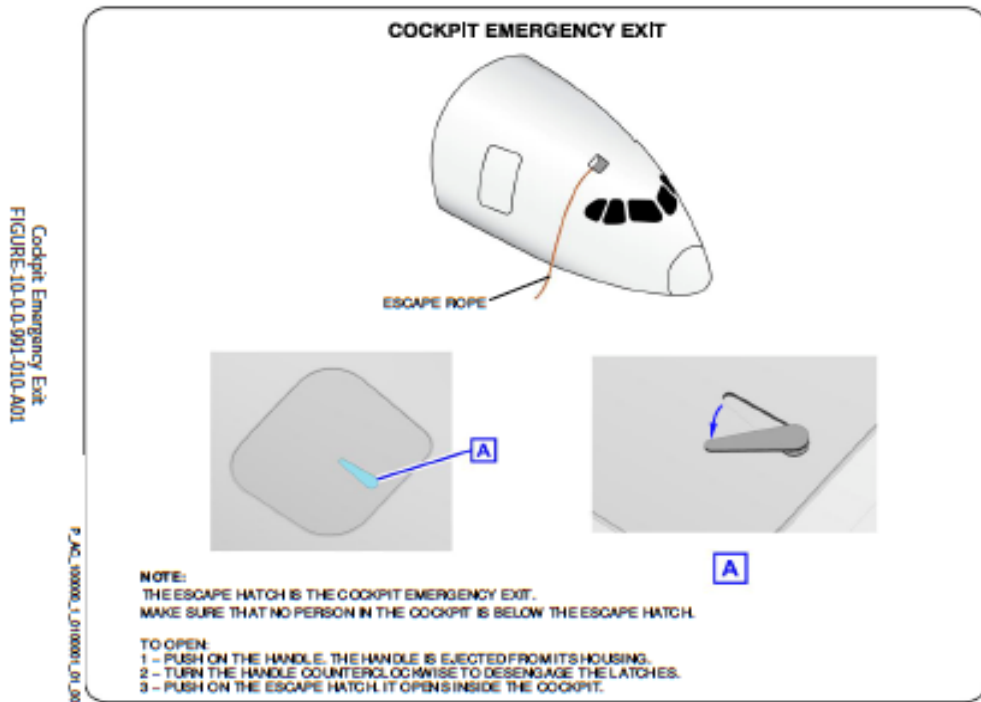 COCKPIT EMERGENCY EXIT
ESCAPE ROPE
A
A
NOTE:
THE ESCAPE HATCH IS THE COCKPIT EMERGENCY EXIT.
MAKE SURE THAT NO PERSON IN THE COCKPIT IS BELOW THE ESCAPE HATCH.
TO OPEN:
1 – PUSH ON THE HANDLE. THE HANDLE IS EJECTED FROM ITS HOUSING.
2 – TURN THE HANDLE COUNTERCLOCKWISE TO DESENGAGE THE LATCHES.
3 – PUSH ON THE ESCAPE HATCH. IT OPENS INSIDE THE COCKPIT.
Cockpit Emergency Exit
FIGURE-10-0-0-991-010-A01